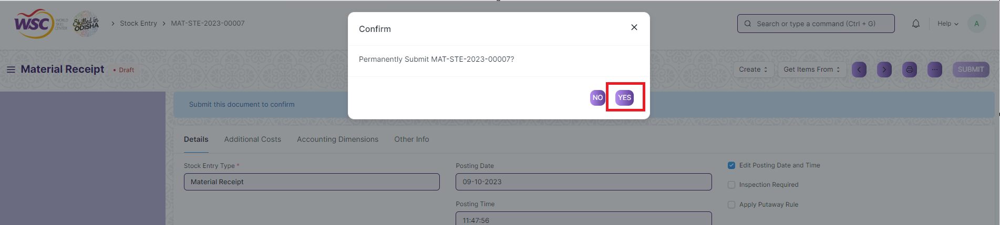 WSC WORLD SKILL CENTER
Skilled in ODISHA
Stock Entry
MAT-STE-2023-00007
Search or type a command (Ctrl + G)
Help
A
Confirm
Permanently Submit MAT-STE-2023-00007?
NO
YES
Material Receipt
• Draft
Create
Get Items From
SUBMIT
Submit this document to confirm
Details
Additional Costs
Accounting Dimensions
Other Info
Stock Entry Type *
Material Receipt
Posting Date
09-10-2023
Posting Time
11:47:56
Edit Posting Date and Time
Inspection Required
Apply Putaway Rule